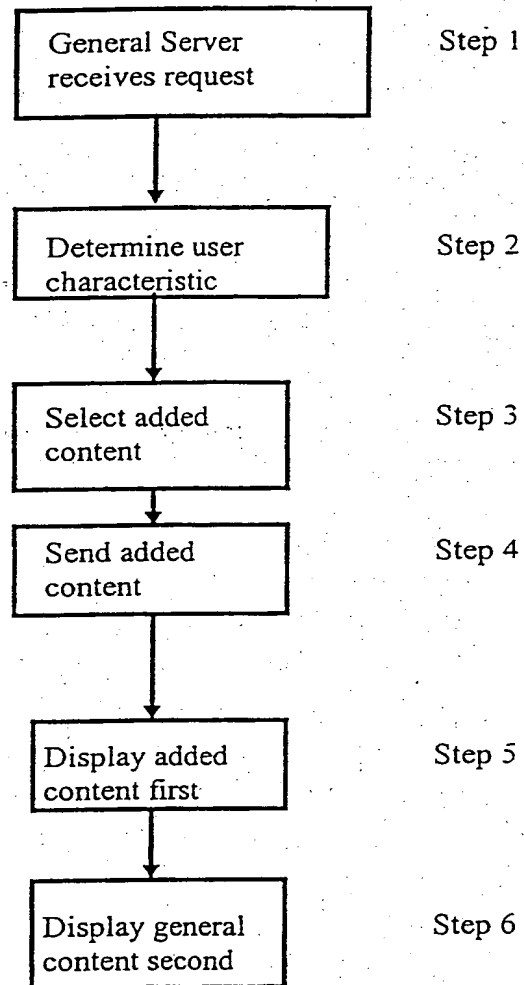 General Server
receives request
Step 1
Determine user
characteristic
Step 2
Select added
content
Step 3
Send added
content
Step 4
Display added
content first
Step 5
Display general
content second
Step 6